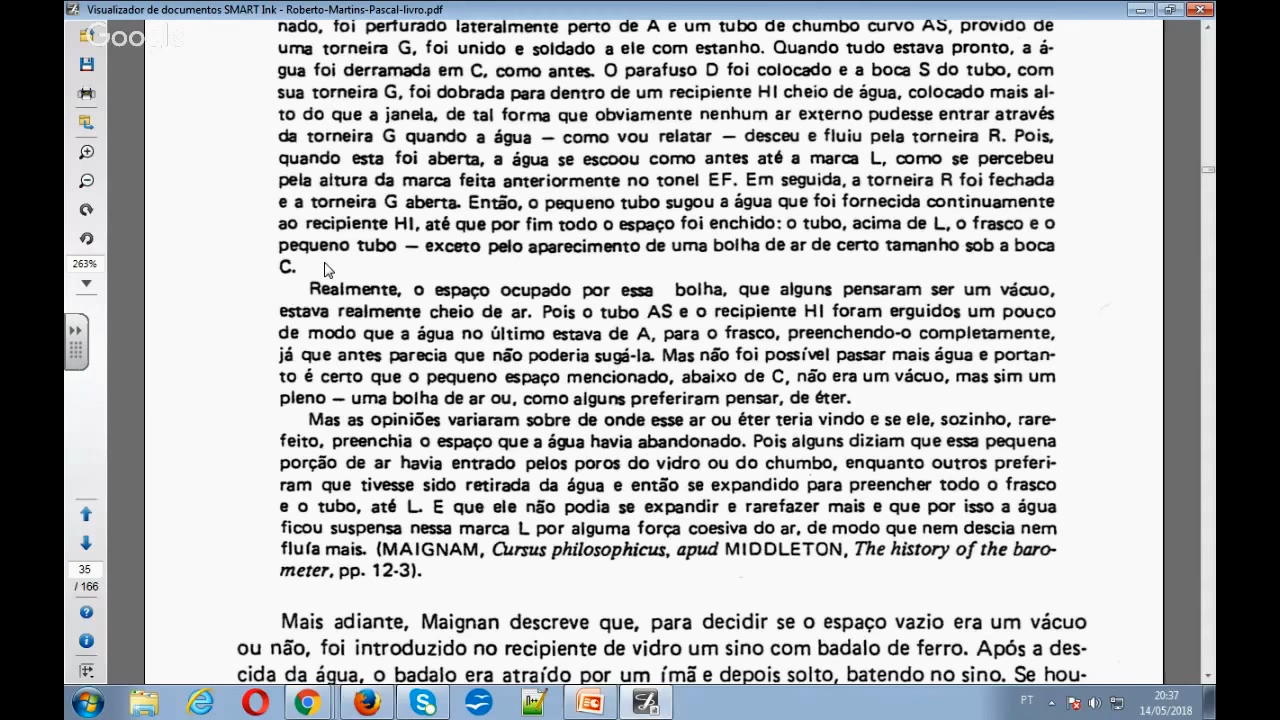 Visualizador de documentos SMART Ink - Roberto-Martins-Pascal-livro.pdf
Google
nado, foi perfurado lateralmente perto de A e um tubo de chumbo curvo AS, provido de
uma torneira G, foi unido e soldado a ele com estanho. Quando tudo estava pronto, a á-
gua foi derramada em C, como antes. O parafuso D foi colocado e a boca S do tubo, com
sua torneira G, foi dobrada para dentro de um recipiente HI cheio de água, colocado mais al-
to do que a janela, de tal forma que obviamente nenhum ar externo pudesse entrar através
da torneira G quando a água — como vou relatar — desceu e fluiu pela torneira R. Pois,
quando esta foi aberta, a água se escoou como antes até a marca L, como se percebeu
pela altura da marca feita anteriormente no tonel EF. Em seguida, a torneira R foi fechada
e a torneira G aberta. Então, o pequeno tubo sugou a água que foi fornecida continuamente
ao recipiente HI, até que por fim todo o espaço foi enchido: o tubo, acima de L, o frasco e o
pequeno tubo — exceto pelo aparecimento de uma bolha de ar de certo tamanho sob a boca
C.
Realmente, o espaço ocupado por essa bolha, que alguns pensaram ser um vácuo,
estava realmente cheio de ar. Pois o tubo AS e o recipiente HI foram erguidos um pouco
de modo que a água no último estava de A, para o frasco, preenchendo-o completamente,
já que antes parecia que não poderia sugá-la. Mas não foi possível passar mais água e portan-
to é certo que o pequeno espaço mencionado, abaixo de C, não era um vácuo, mas sim um
pleno — uma bolha de ar ou, como alguns preferiram pensar, de éter.
Mas as opiniões variaram sobre de onde esse ar ou éter teria vindo e se ele, sozinho, rare-
feito, preenchia o espaço que a água havia abandonado. Pois alguns diziam que essa pequena
porção de ar havia entrado pelos poros do vidro ou do chumbo, enquanto outros preferi-
ram que tivesse sido retirada da água e então se expandido para preencher todo o frasco
e o tubo, até L. E que ele não podia se expandir e rarefazer mais e que por isso a água
ficou suspensa nessa marca L por alguma força coesiva do ar, de modo que nem descia nem
fluía mais. (MAIGNAM, Cursus philosophicus, apud MIDDLETON, The history of the baro-
meter, pp. 12-3).
Mais adiante, Maignan descreve que, para decidir se o espaço vazio era um vácuo
ou não, foi introduzido no recipiente de vidro um sino com badalo de ferro. Após a des-
cida da água, o badalo era atraído por um ímã e depois solto, batendo no sino. Se hou-
263%
35
/ 166
PT
20:37
14/05/2018